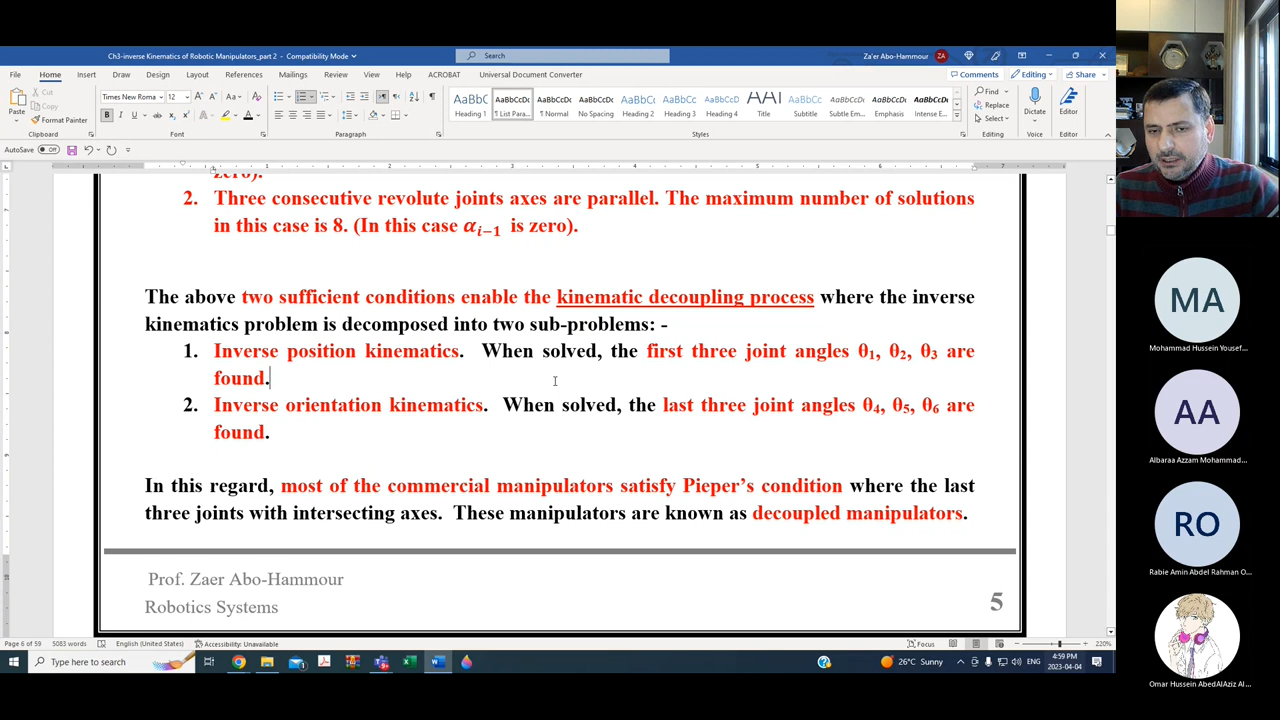 Ch3-inverse Kinematics of Robotic Manipulators_part 2 - Compatibility Mode
Search
Za'er Abo-Hammour
ZA
File Home Insert Draw Design Layout References Mailings Review View Help ACROBAT Universal Document Converter
Comments Editing Share
Paste
Cut
Copy
Format Painter
Clipboard
Times New Roma 12
Font
Paragraph
Heading 1
¶ List Para...
¶ Normal
No Spacing
Heading 2
Heading 3
Heading 4
Title
Subtitle
Subtle Em...
Emphasis
Intense E...
Styles
Find
Replace
Select
Editing
Dictate
Voice
Editor
Editor
AutoSave Off
zero).
2. Three consecutive revolute joints axes are parallel. The maximum number of solutions
in this case is 8. (In this case αi−1 is zero).
The above two sufficient conditions enable the kinematic decoupling process where the inverse
kinematics problem is decomposed into two sub-problems: -
1. Inverse position kinematics. When solved, the first three joint angles θ1, θ2, θ3 are
found.
2. Inverse orientation kinematics. When solved, the last three joint angles θ4, θ5, θ6 are
found.
In this regard, most of the commercial manipulators satisfy Pieper's condition where the last
three joints with intersecting axes. These manipulators are known as decoupled manipulators.
Prof. Zaer Abo-Hammour
Robotics Systems
5
Page 6 of 59 5083 words English (United States) Accessibility: Unavailable
Focus
220%
Type here to search
26°C Sunny
ENG
4:59 PM
2023-04-04
MA
Mohammad Hussein Yousef...
AA
Albaraa Azzam Mohammad...
RO
Rabie Amin Abdel Rahman O...
Omar Hussein AbedAlAziz Al...